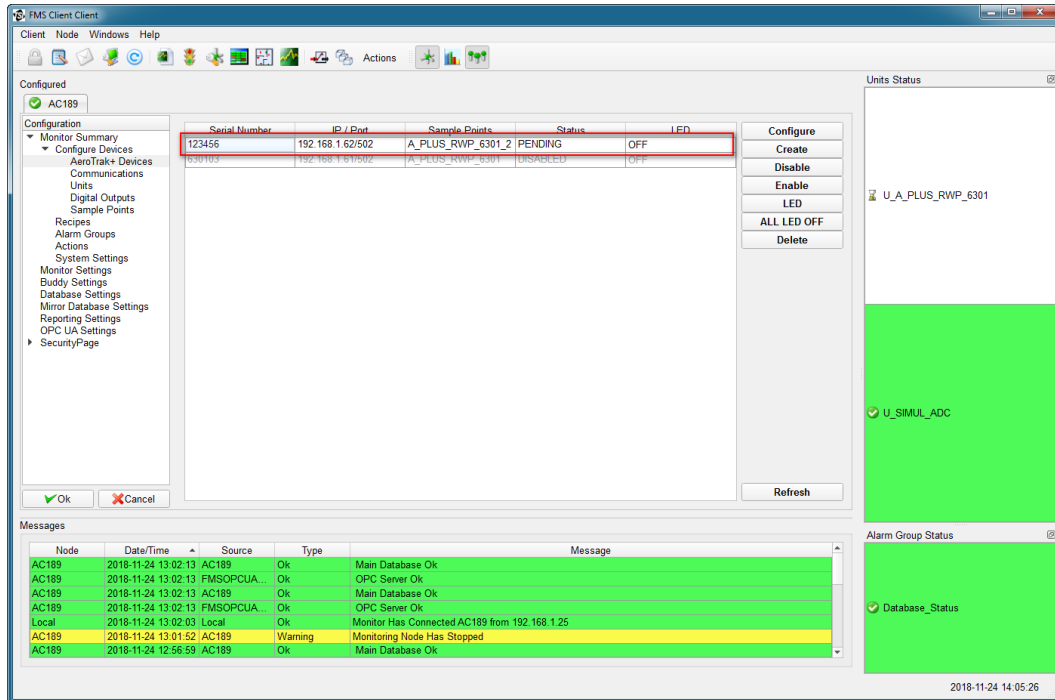 FMS Client Client
Client Node Windows Help
Actions
Configured
AC189
Configuration
Monitor Summary
Configure Devices
AeroTrak+ Devices
Communications
Units
Digital Outputs
Sample Points
Recipes
Alarm Groups
Actions
System Settings
Monitor Settings
Buddy Settings
Database Settings
Mirror Database Settings
Reporting Settings
OPC UA Settings
SecurityPage
Ok Cancel
Serial Number IP / Port Sample Points Status LED
123456 192.168.1.62/502 A_PLUS_RWP_6301_2 PENDING OFF
630103 192.168.1.61/502 A_PLUS_RWP_6301 DISABLED OFF
Configure
Create
Disable
Enable
LED
ALL LED OFF
Delete
Refresh
Units Status
U_A_PLUS_RWP_6301
U_SIMUL_ADC
Messages
Node Date/Time Source Type Message
AC189 2018-11-24 13:02:13 AC189 Ok Main Database Ok
AC189 2018-11-24 13:02:13 FMSOPCUA... Ok OPC Server Ok
AC189 2018-11-24 13:02:13 AC189 Ok Main Database Ok
AC189 2018-11-24 13:02:13 FMSOPCUA... Ok OPC Server Ok
Local 2018-11-24 13:02:03 Local Ok Monitor Has Connected AC189 from 192.168.1.25
AC189 2018-11-24 13:01:52 AC189 Warning Monitoring Node Has Stopped
AC189 2018-11-24 12:56:59 AC189 Ok Main Database Ok
Alarm Group Status
Database_Status
2018-11-24 14:05:26